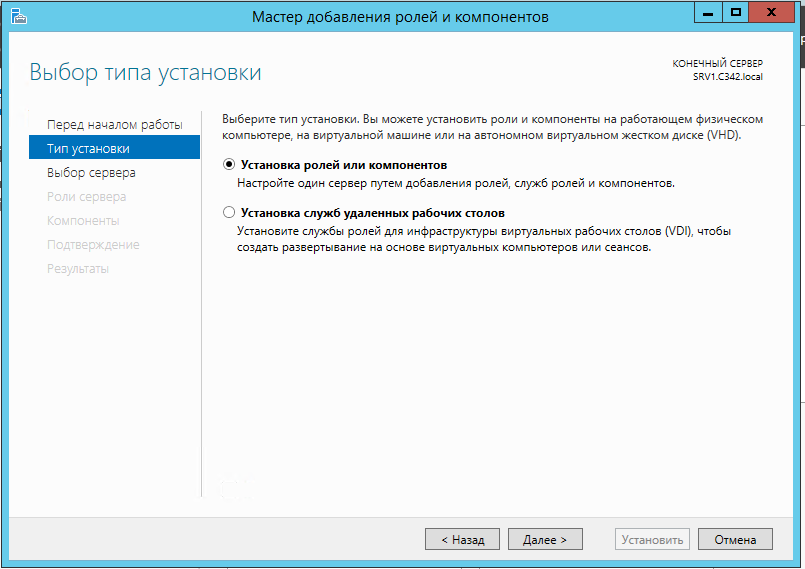 Мастер добавления ролей и компонентов
Выбор типа установки
КОНЕЧНЫЙ СЕРВЕР
SRV1.C342.local
Перед началом работы
Тип установки
Выбор сервера
Роли сервера
Компоненты
Подтверждение
Результаты
Выберите тип установки. Вы можете установить роли и компоненты на работающем физическом
компьютере, на виртуальной машине или на автономном виртуальном жестком диске (VHD).
Установка ролей или компонентов
Настройте один сервер путем добавления ролей, служб ролей и компонентов.
Установка служб удаленных рабочих столов
Установите службы ролей для инфраструктуры виртуальных рабочих столов (VDI), чтобы
создать развертывание на основе виртуальных компьютеров или сеансов.
< Назад
Далее >
Установить
Отмена